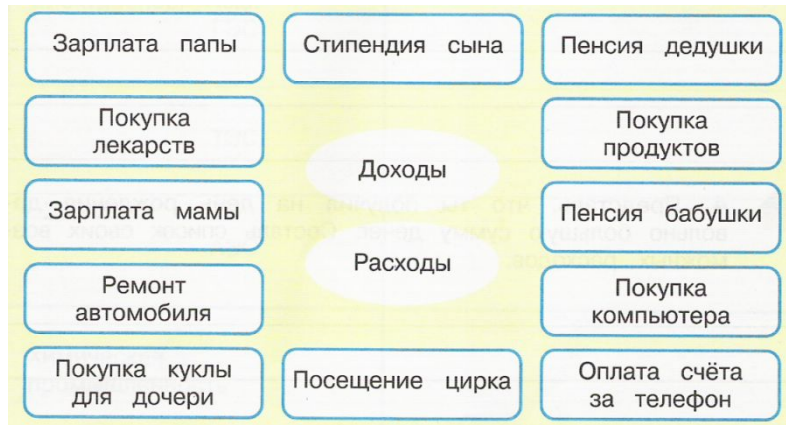 Зарплата папы
Стипендия сына
Пенсия дедушки
Покупка
лекарств
Покупка
продуктов
Доходы
Зарплата мамы
Пенсия бабушки
Расходы
Ремонт
автомобиля
Покупка
компьютера
Покупка куклы
для дочери
Посещение цирка
Оплата счёта
за телефон